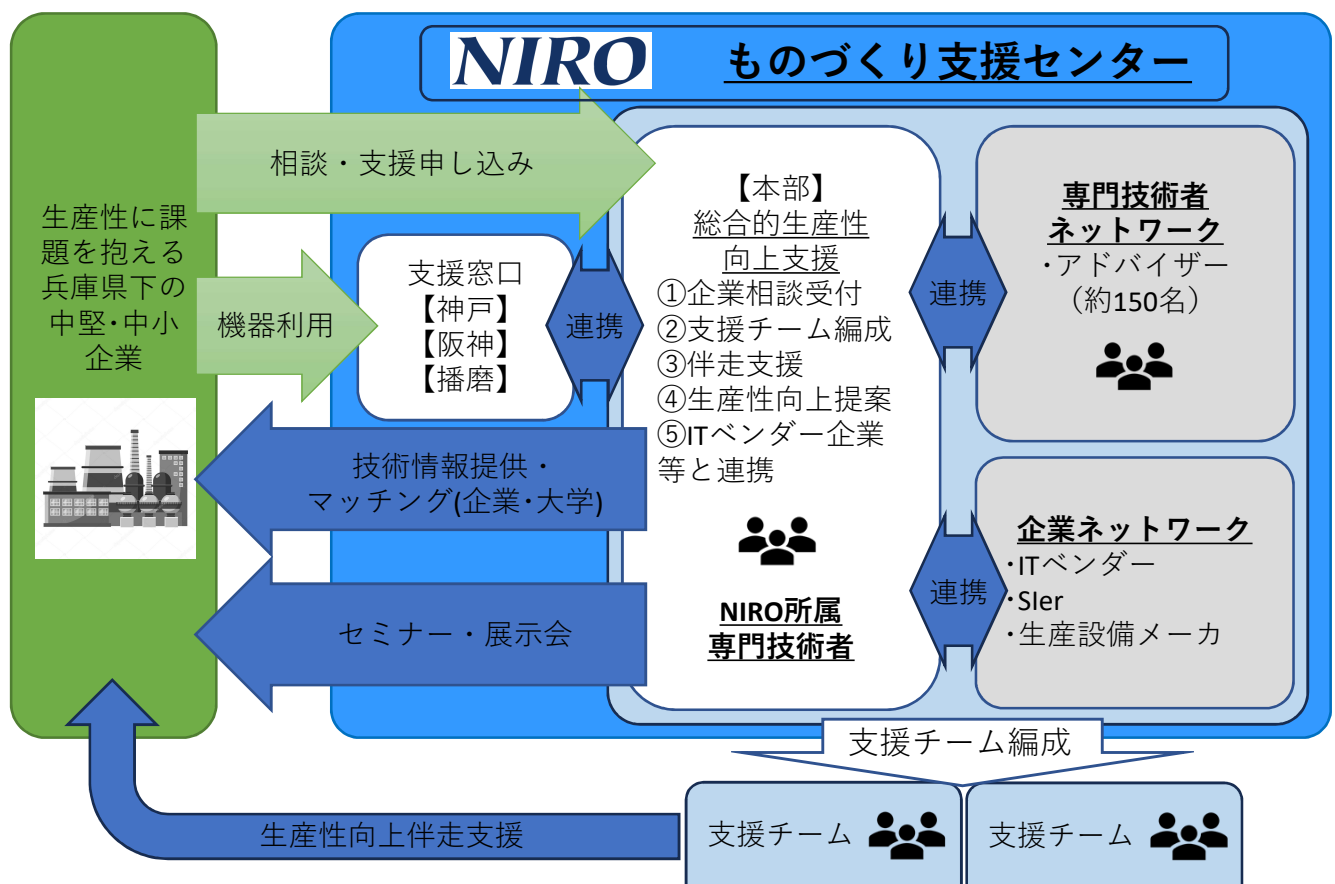 NIRO ものづくり支援センター
生産性に課
題を抱える
兵庫県下の
中堅・中小
企業
相談・支援申し込み
機器利用
支援窓口
【神戸】
【阪神】
【播磨】
連携
【本部】
総合的生産性
向上支援
①企業相談受付
②支援チーム編成
③伴走支援
④生産性向上提案
⑤ITベンダー企業
等と連携
NIRO所属
専門技術者
連携
専門技術者
ネットワーク
・アドバイザー
（約150名）
連携
企業ネットワーク
・ITベンダー
・SIer
・生産設備メーカ
技術情報提供・
マッチング(企業・大学)
セミナー・展示会
支援チーム編成
支援チーム
支援チーム
生産性向上伴走支援